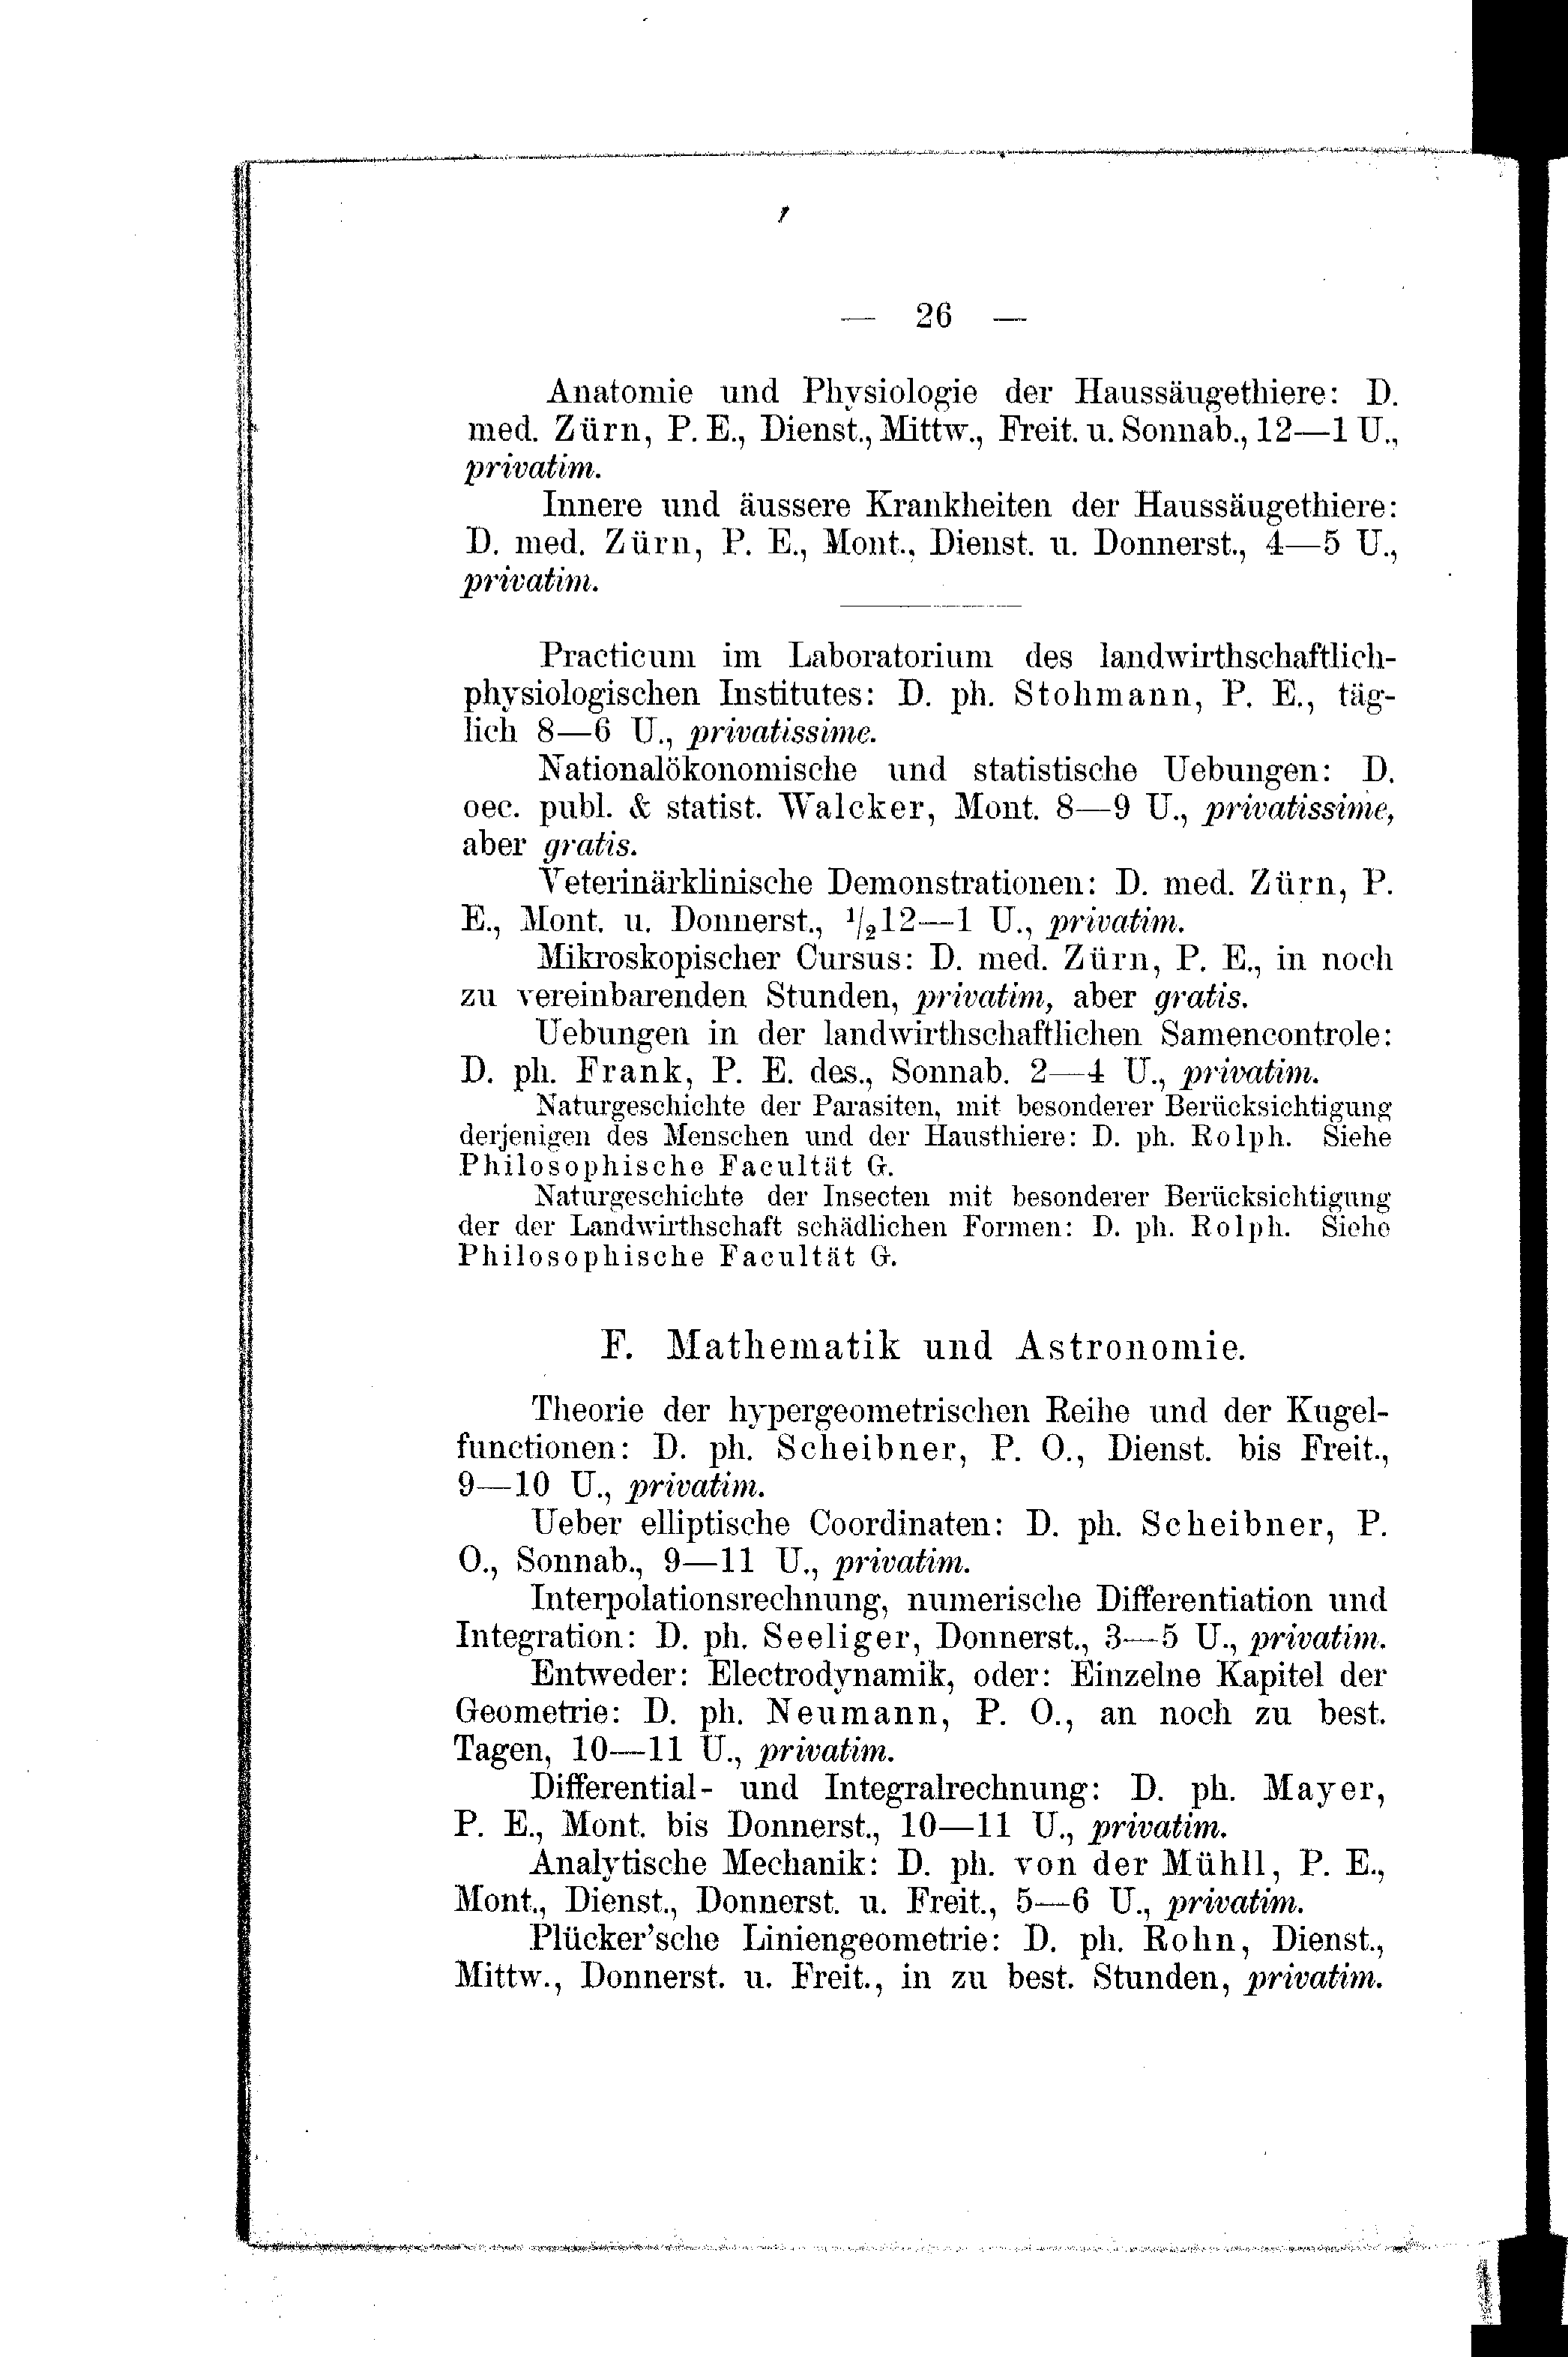 — 26 —
Anatomie und Physiologie der Haussäugethiere: D.
med. Zürn, P. E., Dienst., Mittw., Freit. u. Sonnab., 12—1 U.,
privatim.
Innere und äussere Krankheiten der Haussäugethiere:
D. med. Zürn, P. E., Mont., Dienst. u. Donnerst., 4—5 U.,
privatim.
Practicum im Laboratorium des landwirthschaftlich-
physiologischen Institutes: D. ph. Stohmann, P. E., täg-
lich 8—6 U., privatissime.
Nationalökonomische und statistische Uebungen: D.
oec. publ. & statist. Walcker, Mont. 8—9 U., privatissime,
aber gratis.
Veterinärklinische Demonstrationen: D. med. Zürn, P.
E., Mont. u. Donnerst., 1/212—1 U., privatim.
Mikroskopischer Cursus: D. med. Zürn, P. E., in noch
zu vereinbarenden Stunden, privatim, aber gratis.
Uebungen in der landwirthschaftlichen Samencontrole:
D. ph. Frank, P. E. des., Sonnab. 2—4 U., privatim.
Naturgeschichte der Parasiten, mit besonderer Berücksichtigung
derjenigen des Menschen und der Hausthiere: D. ph. Rolph. Siehe
Philosophische Facultät G.
Naturgeschichte der Insecten mit besonderer Berücksichtigung
der der Landwirthschaft schädlichen Formen: D. ph. Rolph. Siehe
Philosophische Facultät G.
F. Mathematik und Astronomie.
Theorie der hypergeometrischen Reihe und der Kugel-
functionen: D. ph. Scheibner, P. O., Dienst. bis Freit.,
9—10 U., privatim.
Ueber elliptische Coordinaten: D. ph. Scheibner, P.
O., Sonnab., 9—11 U., privatim.
Interpolationsrechnung, numerische Differentiation und
Integration: D. ph. Seeliger, Donnerst., 3—5 U., privatim.
Entweder: Electrodynamik, oder: Einzelne Kapitel der
Geometrie: D. ph. Neumann, P. O., an noch zu best.
Tagen, 10—11 U., privatim.
Differential- und Integralrechnung: D. ph. Mayer,
P. E., Mont. bis Donnerst., 10—11 U., privatim.
Analytische Mechanik: D. ph. von der Mühll, P. E.,
Mont., Dienst., Donnerst. u. Freit., 5—6 U., privatim.
Plücker'sche Liniengeometrie: D. ph. Rohn, Dienst.,
Mittw., Donnerst. u. Freit., in zu best. Stunden, privatim.